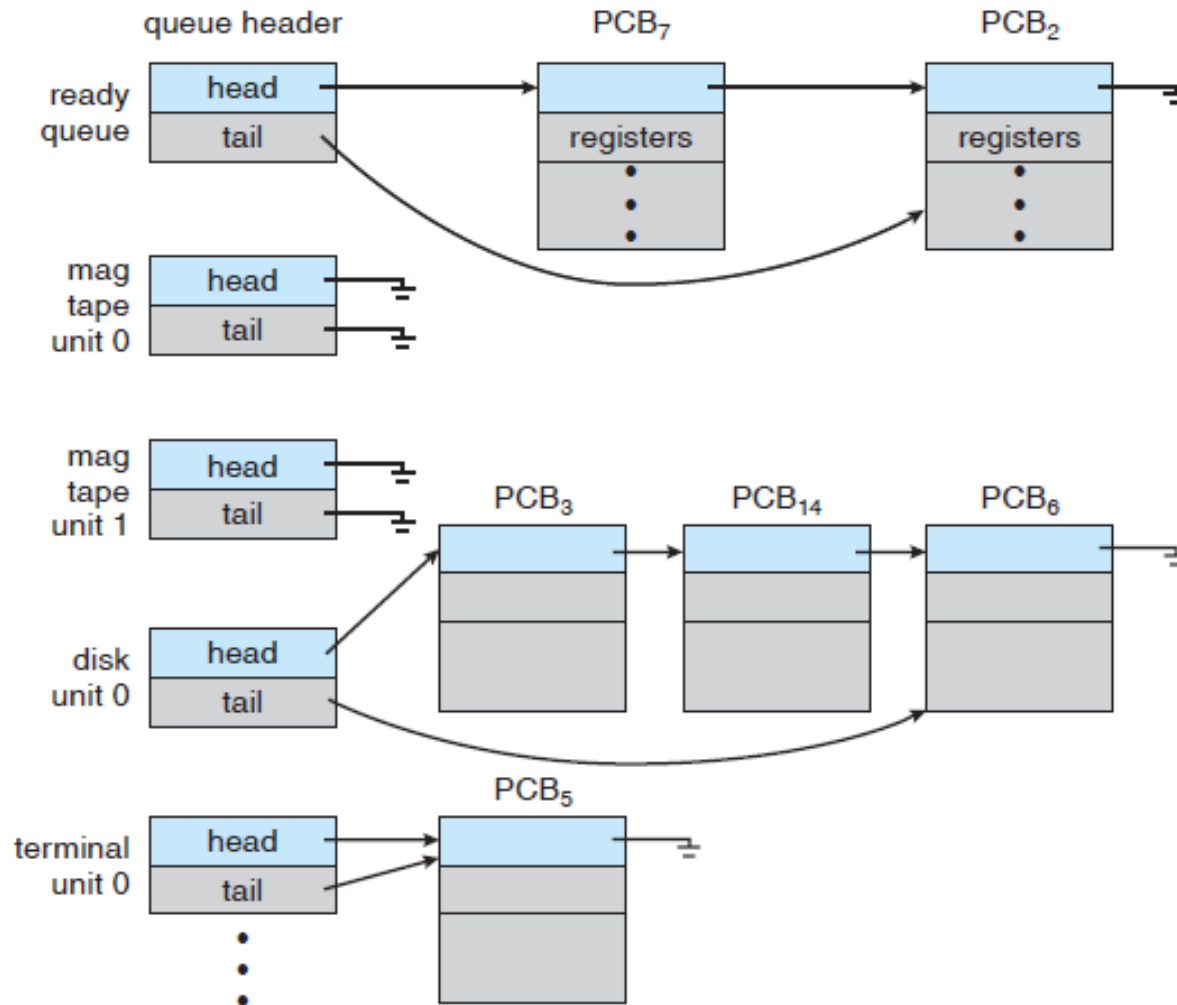 queue header
PCB₇
PCB₂
ready
queue
head
tail
registers
registers
mag
tape
unit 0
head
tail
mag
tape
unit 1
head
tail
PCB₃
PCB₁₄
PCB₆
disk
unit 0
head
tail
PCB₅
terminal
unit 0
head
tail